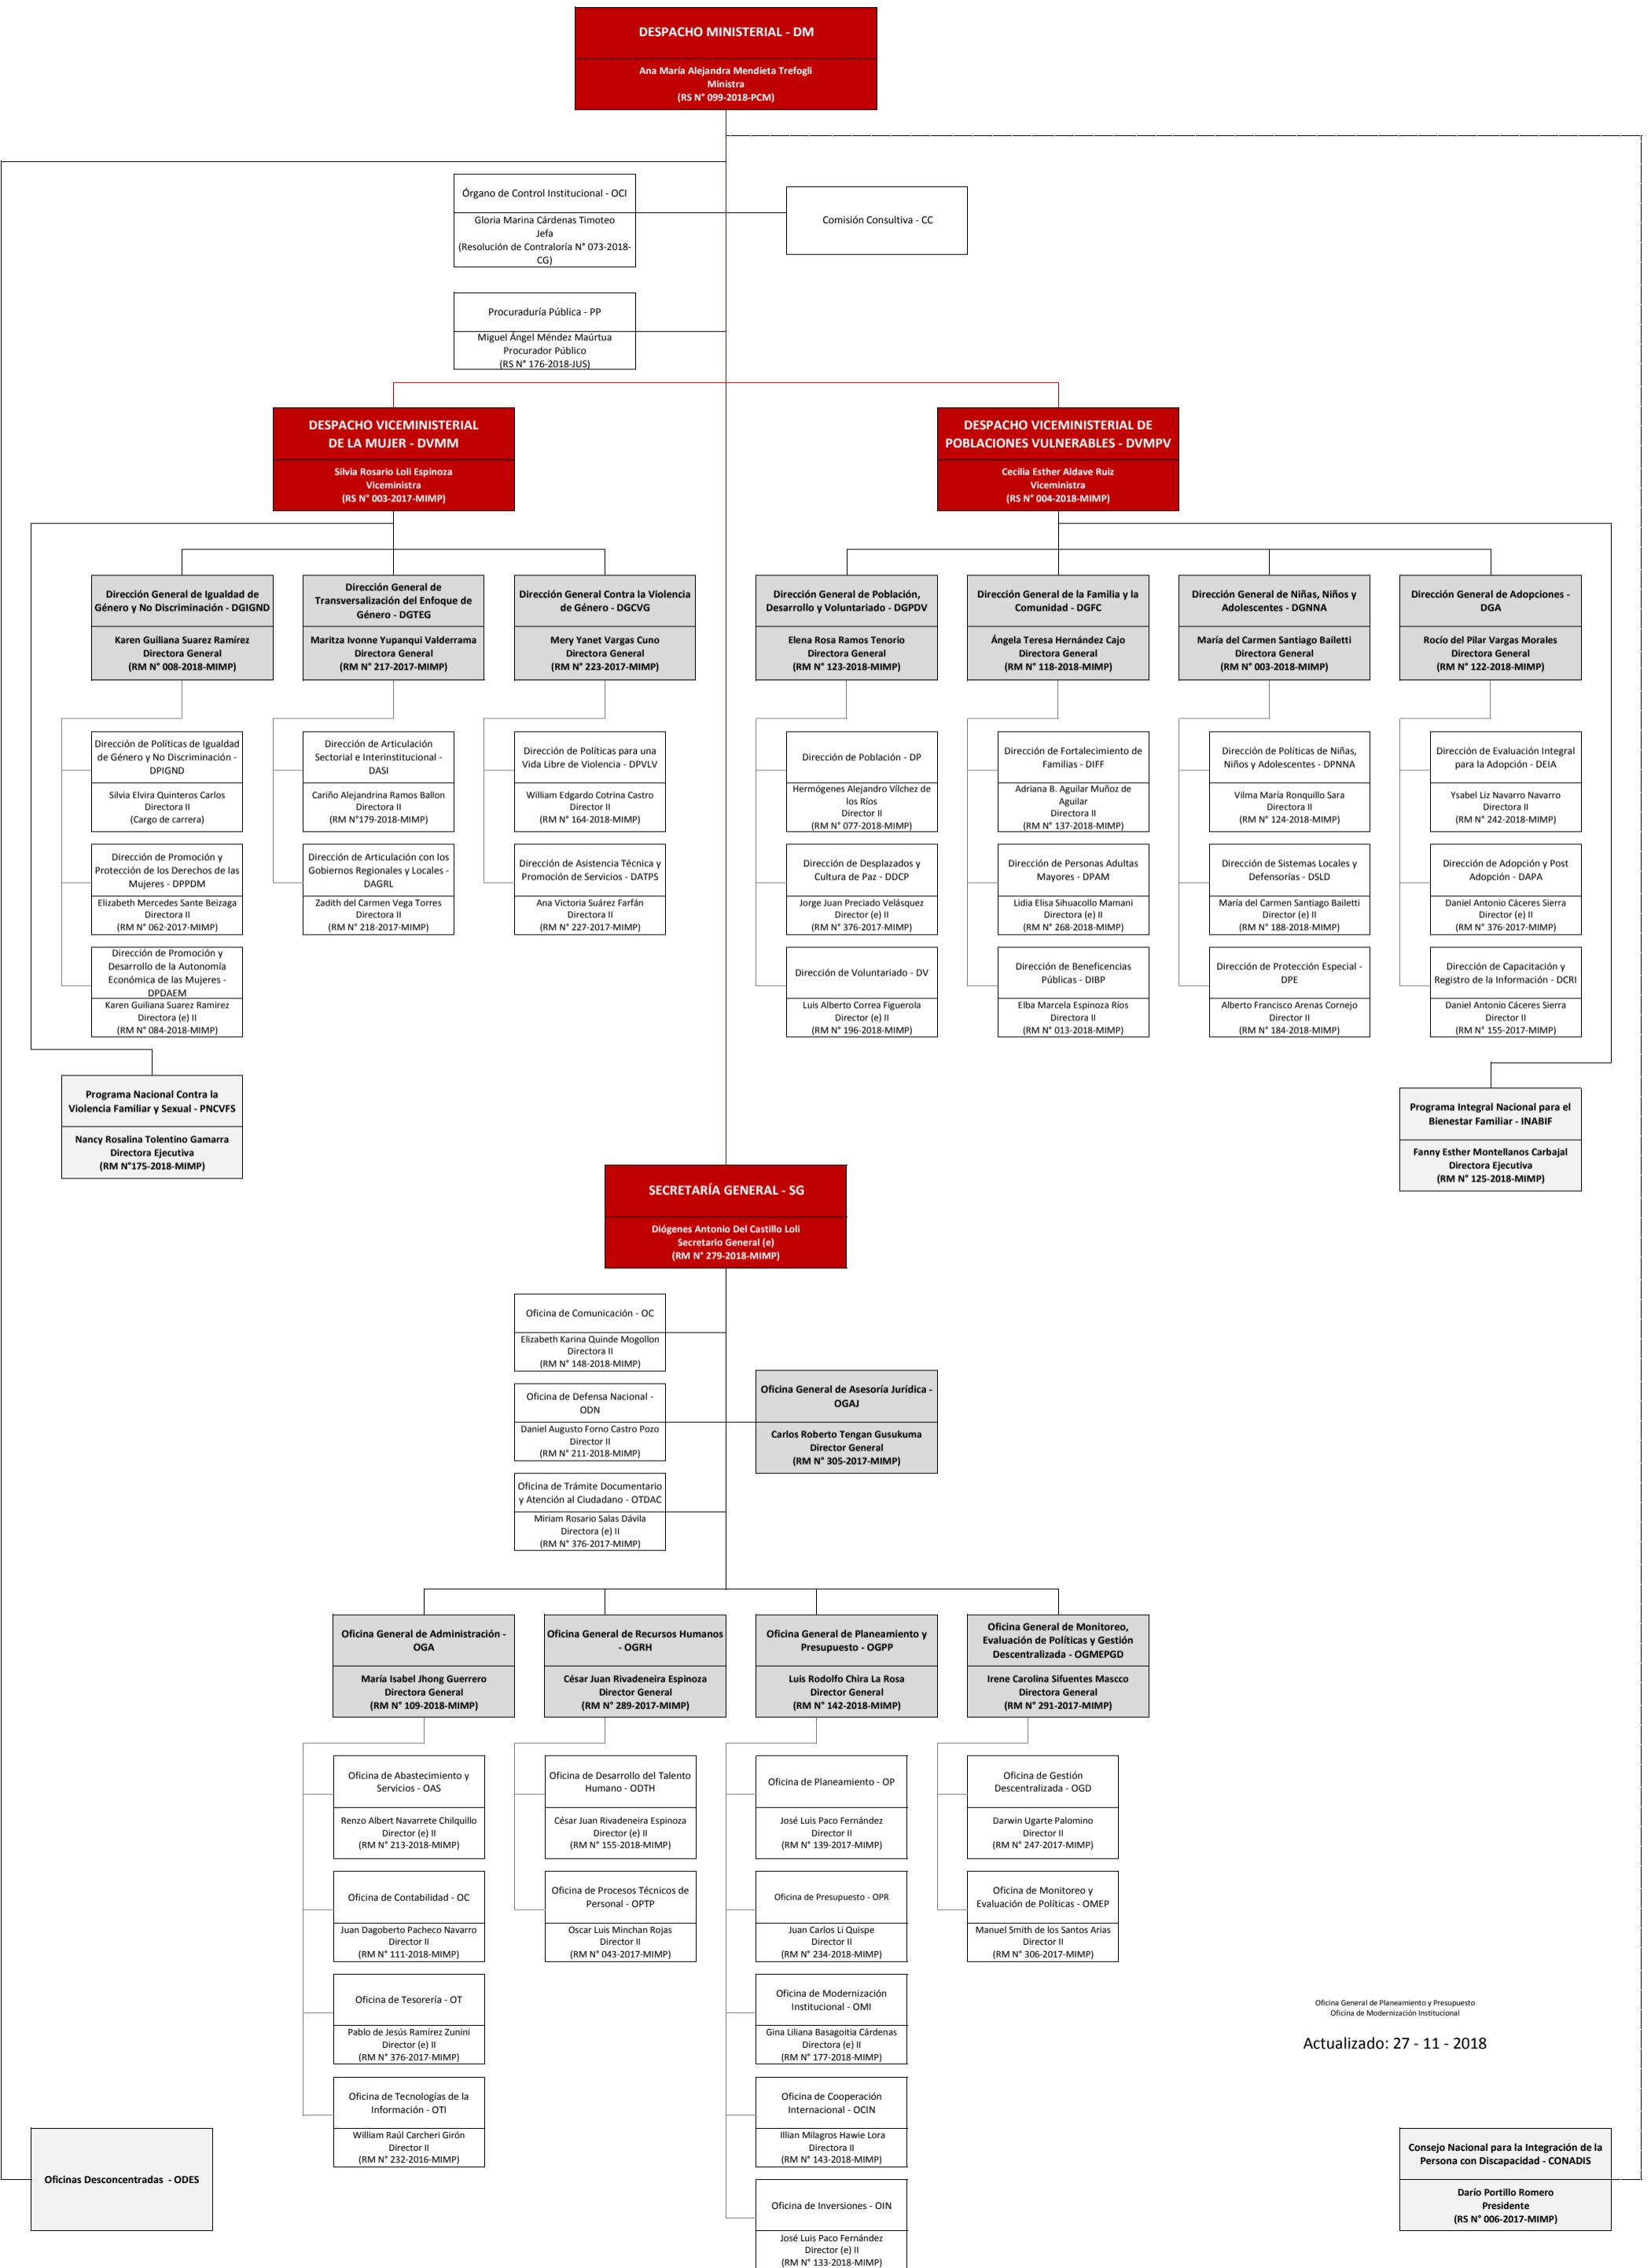 DESPACHO MINISTERIAL - DM
Ana María Alejandra Mendieta Trefogli
Ministra
(RS N° 099-2018-PCM)
Órgano de Control Institucional - OCI
Gloria Marina Cárdenas Timoteo
Jefa
(Resolución de Contraloría N° 073-2018-
CG)
Comisión Consultiva - CC
Procuraduría Pública - PP
Miguel Ángel Méndez Maúrtua
Procurador Público
(RS N° 176-2018-JUS)
DESPACHO VICEMINISTERIAL
DE LA MUJER - DVMM
Silvia Rosario Loli Espinoza
Viceministra
(RS N° 003-2017-MIMP)
DESPACHO VICEMINISTERIAL DE
POBLACIONES VULNERABLES - DVMPV
Cecilia Esther Aldave Ruiz
Viceministra
(RS N° 004-2018-MIMP)
Dirección General de Igualdad de
Género y No Discriminación - DGIGND
Karen Guiliana Suarez Ramírez
Directora General
(RM N° 008-2018-MIMP)
Dirección General de
Transversalización del Enfoque de
Género - DGTEG
Maritza Ivonne Yupanqui Valderrama
Directora General
(RM N° 217-2017-MIMP)
Dirección General Contra la Violencia
de Género - DGCVG
Mery Yanet Vargas Cuno
Directora General
(RM N° 223-2017-MIMP)
Dirección General de Población,
Desarrollo y Voluntariado - DGPDV
Elena Rosa Ramos Tenorio
Directora General
(RM N° 123-2018-MIMP)
Dirección General de la Familia y la
Comunidad - DGFC
Ángela Teresa Hernández Cajo
Directora General
(RM N° 118-2018-MIMP)
Dirección General de Niñas, Niños y
Adolescentes - DGNNA
María del Carmen Santiago Bailetti
Directora General
(RM N° 003-2018-MIMP)
Dirección General de Adopciones -
DGA
Rocío del Pilar Vargas Morales
Directora General
(RM N° 122-2018-MIMP)
Dirección de Políticas de Igualdad
de Género y No Discriminación -
DPIGND
Silvia Elvira Quinteros Carlos
Directora II
(Cargo de carrera)
Dirección de Articulación
Sectorial e Interinstitucional -
DASI
Cariño Alejandrina Ramos Ballon
Directora II
(RM N°179-2018-MIMP)
Dirección de Políticas para una
Vida Libre de Violencia - DPVLV
William Edgardo Cotrina Castro
Director II
(RM N° 164-2018-MIMP)
Dirección de Población - DP
Hermógenes Alejandro Vílchez de
los Ríos
Director II
(RM N° 077-2018-MIMP)
Dirección de Fortalecimiento de
Familias - DIFF
Adriana B. Aguilar Muñoz de
Aguilar
Directora II
(RM N° 137-2018-MIMP)
Dirección de Políticas de Niñas,
Niños y Adolescentes - DPNNA
Vilma María Ronquillo Sara
Directora II
(RM N° 124-2018-MIMP)
Dirección de Evaluación Integral
para la Adopción - DEIA
Ysabel Liz Navarro Navarro
Directora II
(RM N° 242-2018-MIMP)
Dirección de Promoción y
Protección de los Derechos de las
Mujeres - DPPDM
Elizabeth Mercedes Sante Beizaga
Directora II
(RM N° 062-2017-MIMP)
Dirección de Articulación con los
Gobiernos Regionales y Locales -
DAGRL
Zadith del Carmen Vega Torres
Directora II
(RM N° 218-2017-MIMP)
Dirección de Asistencia Técnica y
Promoción de Servicios - DATPS
Ana Victoria Suárez Farfán
Directora II
(RM N° 227-2017-MIMP)
Dirección de Desplazados y
Cultura de Paz - DDCP
Jorge Juan Preciado Velásquez
Director (e) II
(RM N° 376-2017-MIMP)
Dirección de Personas Adultas
Mayores - DPAM
Lidia Elisa Sihuacollo Mamani
Directora (e) II
(RM N° 268-2018-MIMP)
Dirección de Sistemas Locales y
Defensorías - DSLD
María del Carmen Santiago Bailetti
Director (e) II
(RM N° 188-2018-MIMP)
Dirección de Adopción y Post
Adopción - DAPA
Daniel Antonio Cáceres Sierra
Director (e) II
(RM N° 376-2017-MIMP)
Dirección de Promoción y
Desarrollo de la Autonomía
Económica de las Mujeres -
DPDAEM
Karen Guiliana Suarez Ramirez
Directora (e) II
(RM N° 084-2018-MIMP)
Dirección de Voluntariado - DV
Luis Alberto Correa Figuerola
Director (e) II
(RM N° 196-2018-MIMP)
Dirección de Beneficencias
Públicas - DIBP
Elba Marcela Espinoza Ríos
Directora II
(RM N° 013-2018-MIMP)
Dirección de Protección Especial -
DPE
Alberto Francisco Arenas Cornejo
Director II
(RM N° 184-2018-MIMP)
Dirección de Capacitación y
Registro de la Información - DCRI
Daniel Antonio Cáceres Sierra
Director II
(RM N° 155-2017-MIMP)
Programa Nacional Contra la
Violencia Familiar y Sexual - PNCVFS
Nancy Rosalina Tolentino Gamarra
Directora Ejecutiva
(RM N°175-2018-MIMP)
Programa Integral Nacional para el
Bienestar Familiar - INABIF
Fanny Esther Montellanos Carbajal
Directora Ejecutiva
(RM N° 125-2018-MIMP)
SECRETARÍA GENERAL - SG
Diógenes Antonio Del Castillo Loli
Secretario General (e)
(RM N° 279-2018-MIMP)
Oficina de Comunicación - OC
Elizabeth Karina Quinde Mogollon
Directora II
(RM N° 148-2018-MIMP)
Oficina de Defensa Nacional -
ODN
Daniel Augusto Forno Castro Pozo
Director II
(RM N° 211-2018-MIMP)
Oficina General de Asesoría Jurídica -
OGAJ
Carlos Roberto Tengan Gusukuma
Director General
(RM N° 305-2017-MIMP)
Oficina de Trámite Documentario
y Atención al Ciudadano - OTDAC
Miriam Rosario Salas Dávila
Directora (e) II
(RM N° 376-2017-MIMP)
Oficina General de Administración -
OGA
María Isabel Jhong Guerrero
Directora General
(RM N° 109-2018-MIMP)
Oficina General de Recursos Humanos
- OGRH
César Juan Rivadeneira Espinoza
Director General
(RM N° 289-2017-MIMP)
Oficina General de Planeamiento y
Presupuesto - OGPP
Luis Rodolfo Chira La Rosa
Director General
(RM N° 142-2018-MIMP)
Oficina General de Monitoreo,
Evaluación de Políticas y Gestión
Descentralizada - OGMEPGD
Irene Carolina Sifuentes Mascco
Directora General
(RM N° 291-2017-MIMP)
Oficina de Abastecimiento y
Servicios - OAS
Renzo Albert Navarrete Chilquillo
Director (e) II
(RM N° 213-2018-MIMP)
Oficina de Desarrollo del Talento
Humano - ODTH
César Juan Rivadeneira Espinoza
Director (e) II
(RM N° 155-2018-MIMP)
Oficina de Planeamiento - OP
José Luis Paco Fernández
Director II
(RM N° 139-2017-MIMP)
Oficina de Gestión
Descentralizada - OGD
Darwin Ugarte Palomino
Director II
(RM N° 247-2017-MIMP)
Oficina de Contabilidad - OC
Juan Dagoberto Pacheco Navarro
Director II
(RM N° 111-2018-MIMP)
Oficina de Procesos Técnicos de
Personal - OPTP
Oscar Luis Minchan Rojas
Director II
(RM N° 043-2017-MIMP)
Oficina de Presupuesto - OPR
Juan Carlos Li Quispe
Director II
(RM N° 234-2018-MIMP)
Oficina de Monitoreo y
Evaluación de Políticas - OMEP
Manuel Smith de los Santos Arias
Director II
(RM N° 306-2017-MIMP)
Oficina de Tesorería - OT
Pablo de Jesús Ramírez Zunini
Director (e) II
(RM N° 376-2017-MIMP)
Oficina de Modernización
Institucional - OMI
Gina Liliana Basagoitia Cárdenas
Directora (e) II
(RM N° 177-2018-MIMP)
Oficina General de Planeamiento y Presupuesto
Oficina de Modernización Institucional
Actualizado: 27 - 11 - 2018
Oficina de Tecnologías de la
Información - OTI
William Raúl Carcheri Girón
Director II
(RM N° 232-2016-MIMP)
Oficina de Cooperación
Internacional - OCIN
Illian Milagros Hawie Lora
Directora II
(RM N° 143-2018-MIMP)
Oficinas Desconcentradas - ODES
Consejo Nacional para la Integración de la
Persona con Discapacidad - CONADIS
Darío Portillo Romero
Presidente
(RS N° 006-2017-MIMP)
Oficina de Inversiones - OIN
José Luis Paco Fernández
Director (e) II
(RM N° 133-2018-MIMP)